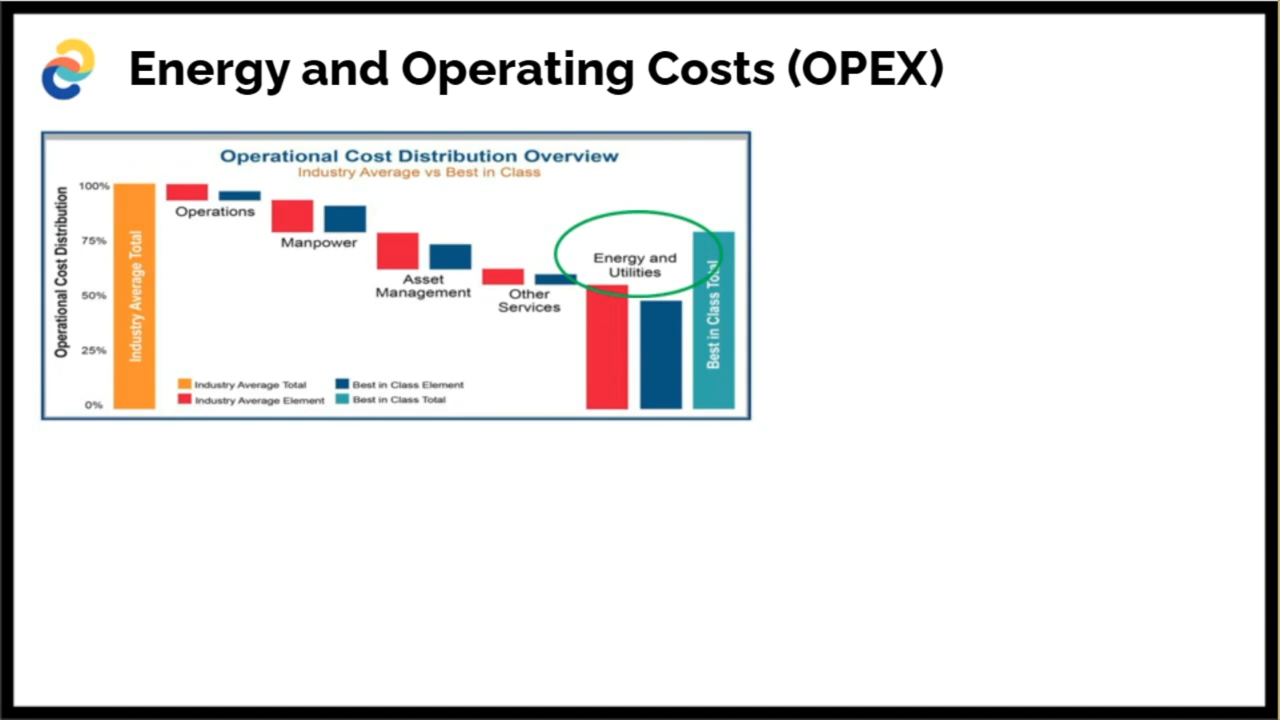 Energy and Operating Costs (OPEX)
Operational Cost Distribution Overview
Industry Average vs Best in Class
Operational Cost Distribution
100%
75%
50%
25%
0%
Industry Average Total
Operations
Manpower
Asset
Management
Other
Services
Energy and
Utilities
Best in Class Total
Industry Average Total
Best in Class Element
Industry Average Element
Best in Class Total